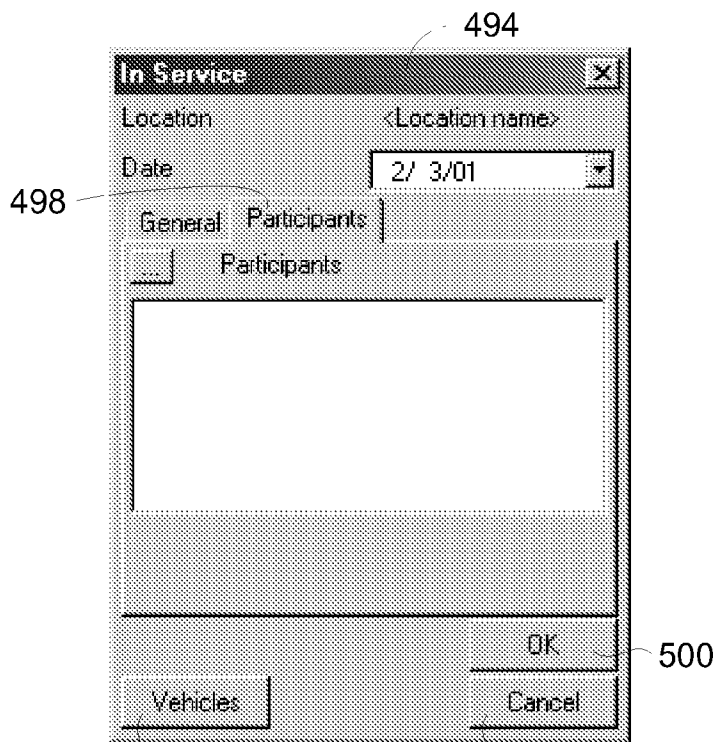 494
In Service
Location <Location name>
Date 2/ 3/01
498
General Participants
... Participants
OK
500
Vehicles Cancel